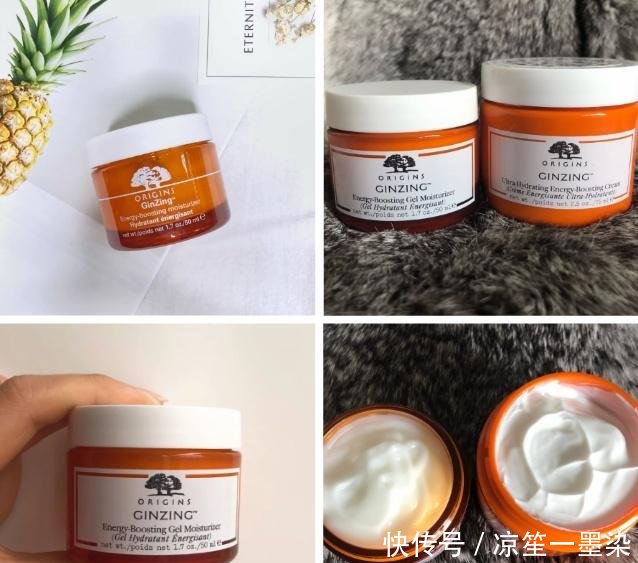 ETERNIT
ORIGINS
GinZing™
Energy-boosting moisturizer
Hydratant énergisant
net wt./poids net 1.7 oz./50 ml ℮
ORIGINS
GINZING™
Energy-Boosting Gel Moisturizer
(Gel Hydratant Énergisant)
net wt./poids net 1.7 oz./50 ml ℮
ORIGINS
GINZING™
Ultra-Hydrating Energy-Boosting Cream
(Crème Énergisante Ultra-Hydratante)
net wt./poids net 2.5 oz./75 ml ℮
ORIGINS
GINZING™
Energy-Boosting Gel Moisturizer
(Gel Hydratant Énergisant)
net wt./poids net 1.7 oz./50 ml ℮
快传号 / 凉笙一墨染